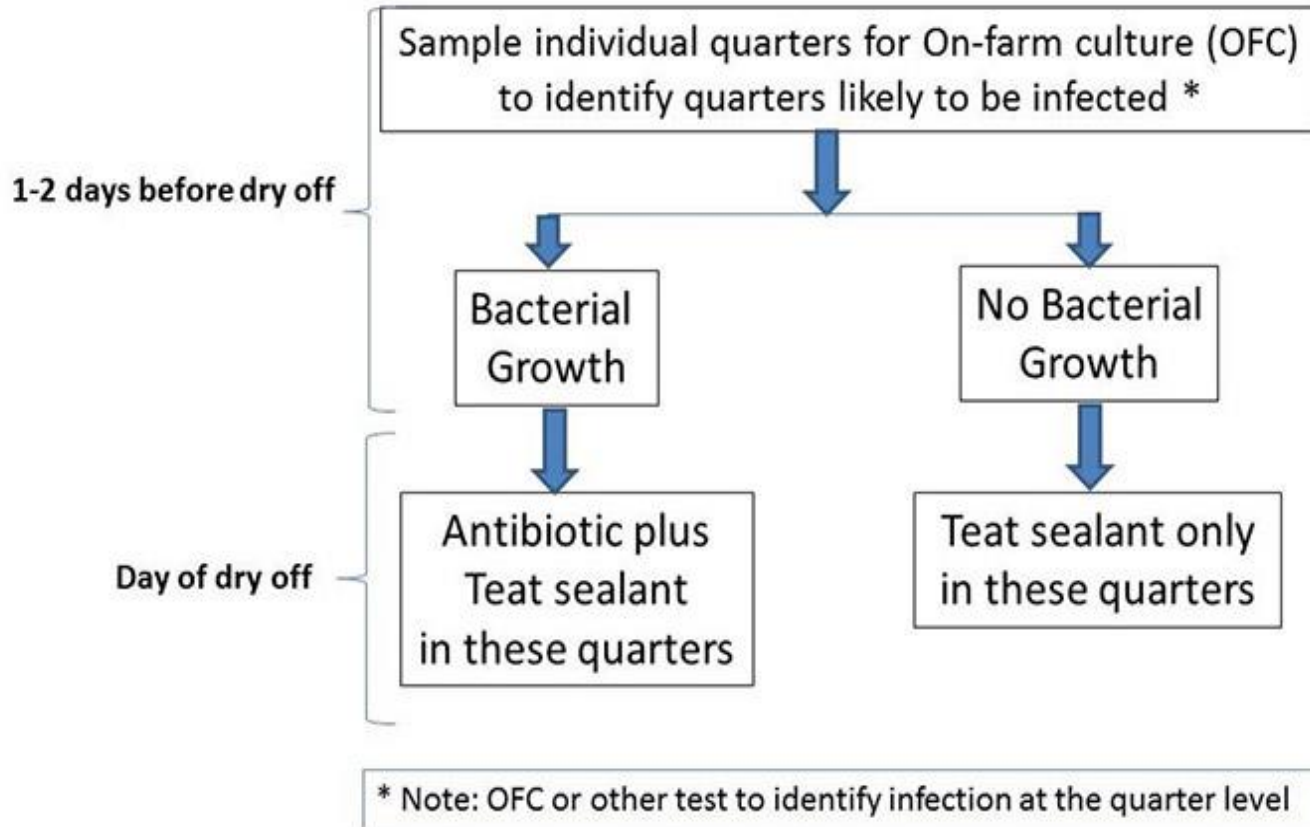 Sample individual quarters for On-farm culture (OFC)
to identify quarters likely to be infected *
1-2 days before dry off
Bacterial
Growth
No Bacterial
Growth
Day of dry off
Antibiotic plus
Teat sealant
in these quarters
Teat sealant only
in these quarters
* Note: OFC or other test to identify infection at the quarter level